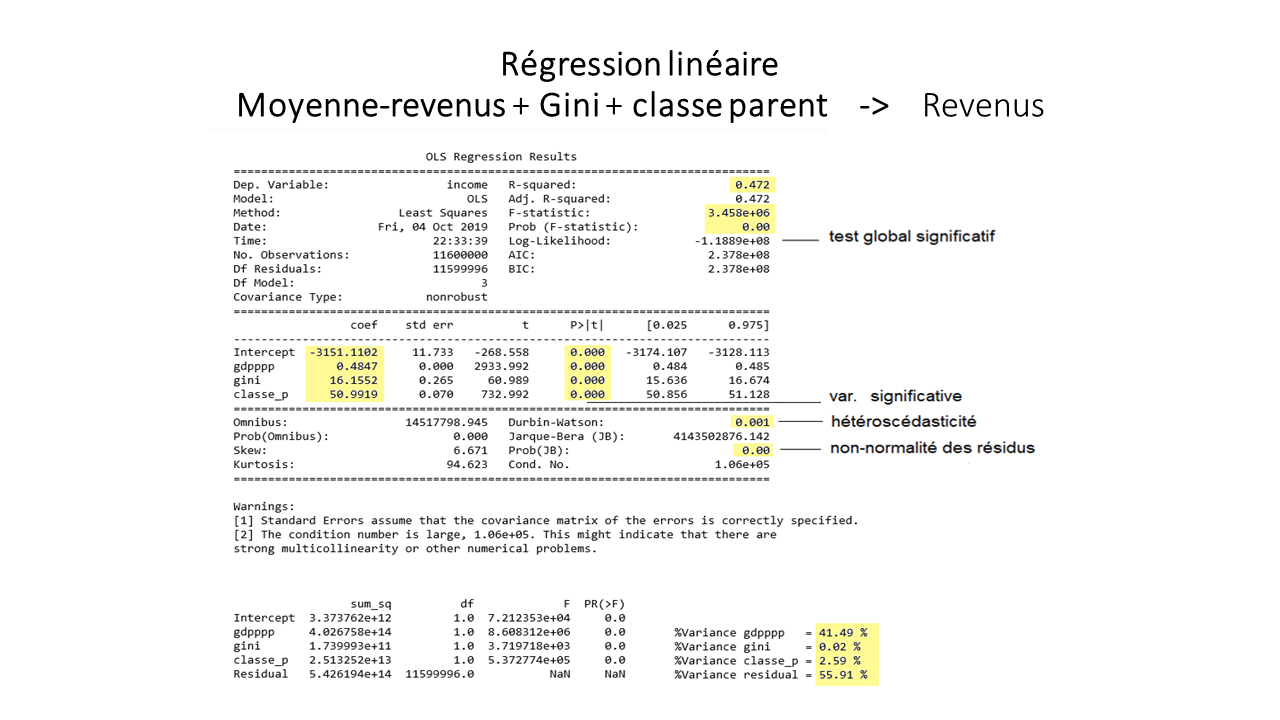 Régression linéaire
Moyenne-revenus + Gini + classe parent -> Revenus
OLS Regression Results
==============================================================================
Dep. Variable: income R-squared: 0.472
Model: OLS Adj. R-squared: 0.472
Method: Least Squares F-statistic: 3.458e+06
Date: Fri, 04 Oct 2019 Prob (F-statistic): 0.00
Time: 22:33:39 Log-Likelihood: -1.1889e+08 test global significatif
No. Observations: 11600000 AIC: 2.378e+08
Df Residuals: 11599996 BIC: 2.378e+08
Df Model: 3
Covariance Type: nonrobust
==============================================================================
coef std err t P>|t| [0.025 0.975]
------------------------------------------------------------------------------
Intercept -3151.1102 11.733 -268.558 0.000 -3174.107 -3128.113
gdpppp 0.4847 0.000 2933.992 0.000 0.484 0.485
gini 16.1552 0.265 60.989 0.000 15.636 16.674
classe_p 50.9919 0.070 732.992 0.000 50.856 51.128 var. significative
==============================================================================
Omnibus: 14517798.945 Durbin-Watson: 0.001 hétéroscédasticité
Prob(Omnibus): 0.000 Jarque-Bera (JB): 4143502876.142
Skew: 6.671 Prob(JB): 0.00 non-normalité des résidus
Kurtosis: 94.623 Cond. No. 1.06e+05
==============================================================================
Warnings:
[1] Standard Errors assume that the covariance matrix of the errors is correctly specified.
[2] The condition number is large, 1.06e+05. This might indicate that there are
strong multicollinearity or other numerical problems.
sum_sq df F PR(>F)
Intercept 3.373762e+12 1.0 7.212353e+04 0.0
gdpppp 4.026758e+14 1.0 8.608312e+06 0.0 %Variance gdpppp = 41.49 %
gini 1.739993e+11 1.0 3.719718e+03 0.0 %Variance gini = 0.02 %
classe_p 2.513252e+13 1.0 5.372774e+05 0.0 %Variance classe_p = 2.59 %
Residual 5.426194e+14 11599996.0 NaN NaN %Variance residual = 55.91 %